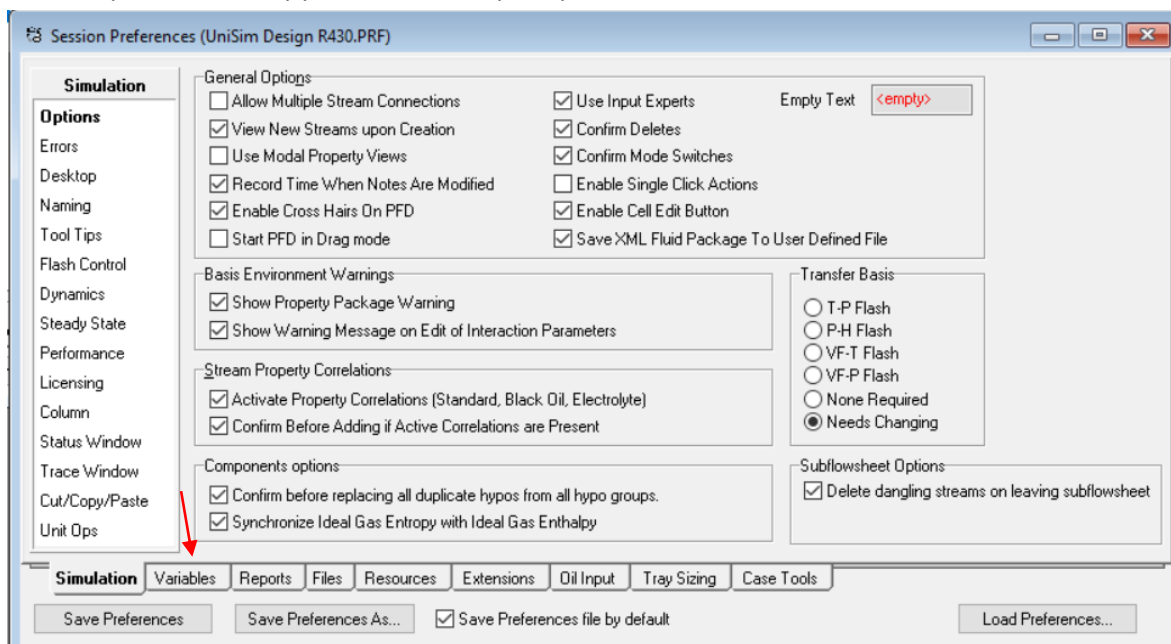 Session Preferences (UniSim Design R430.PRF)
Simulation
Options
Errors
Desktop
Naming
Tool Tips
Flash Control
Dynamics
Steady State
Performance
Licensing
Column
Status Window
Trace Window
Cut/Copy/Paste
Unit Ops
General Options
Allow Multiple Stream Connections
View New Streams upon Creation
Use Modal Property Views
Record Time When Notes Are Modified
Enable Cross Hairs On PFD
Start PFD in Drag mode
Use Input Experts
Confirm Deletes
Confirm Mode Switches
Enable Single Click Actions
Enable Cell Edit Button
Save XML Fluid Package To User Defined File
Empty Text <empty>
Basis Environment Warnings
Show Property Package Warning
Show Warning Message on Edit of Interaction Parameters
Transfer Basis
T-P Flash
P-H Flash
VF-T Flash
VF-P Flash
None Required
Needs Changing
Stream Property Correlations
Activate Property Correlations (Standard, Black Oil, Electrolyte)
Confirm Before Adding if Active Correlations are Present
Components options
Confirm before replacing all duplicate hypos from all hypo groups.
Synchronize Ideal Gas Entropy with Ideal Gas Enthalpy
Subflowsheet Options
Delete dangling streams on leaving subflowsheet
Simulation Variables Reports Files Resources Extensions Oil Input Tray Sizing Case Tools
Save Preferences Save Preferences As... Save Preferences file by default Load Preferences...